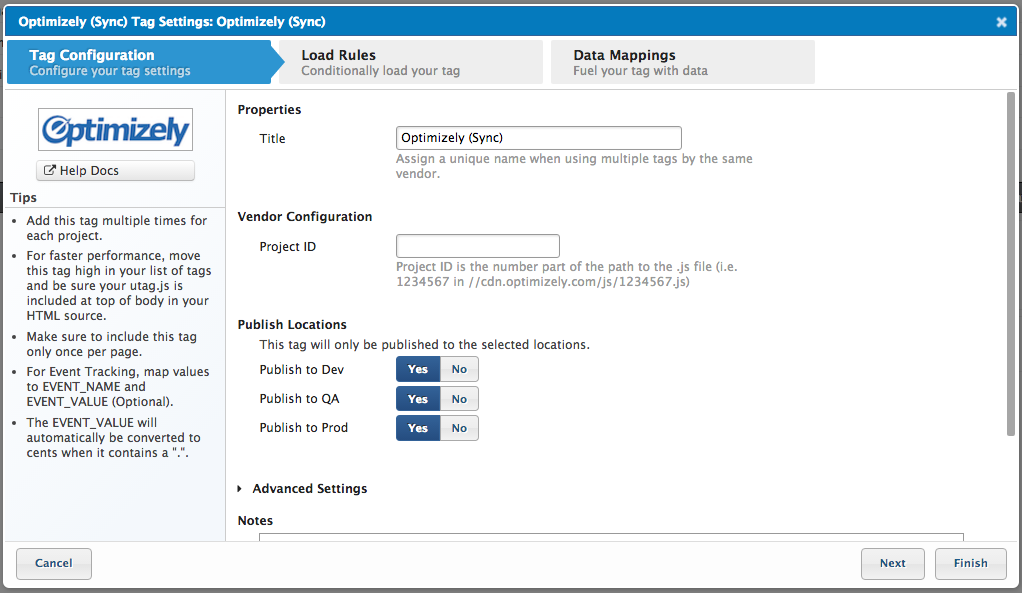 Optimizely (Sync) Tag Settings: Optimizely (Sync)
Tag Configuration
Configure your tag settings
Load Rules
Conditionally load your tag
Data Mappings
Fuel your tag with data
Optimizely
Help Docs
Tips
• Add this tag multiple times for
each project.
• For faster performance, move
this tag high in your list of tags
and be sure your utag.js is
included at top of body in your
HTML source.
• Make sure to include this tag
only once per page.
• For Event Tracking, map values
to EVENT_NAME and
EVENT_VALUE (Optional).
• The EVENT_VALUE will
automatically be converted to
cents when it contains a ".".
Properties
Title
Optimizely (Sync)
Assign a unique name when using multiple tags by the same
vendor.
Vendor Configuration
Project ID
Project ID is the number part of the path to the .js file (i.e.
1234567 in //cdn.optimizely.com/js/1234567.js)
Publish Locations
This tag will only be published to the selected locations.
Publish to Dev Yes No
Publish to QA Yes No
Publish to Prod Yes No
Advanced Settings
Notes
Cancel
Next
Finish